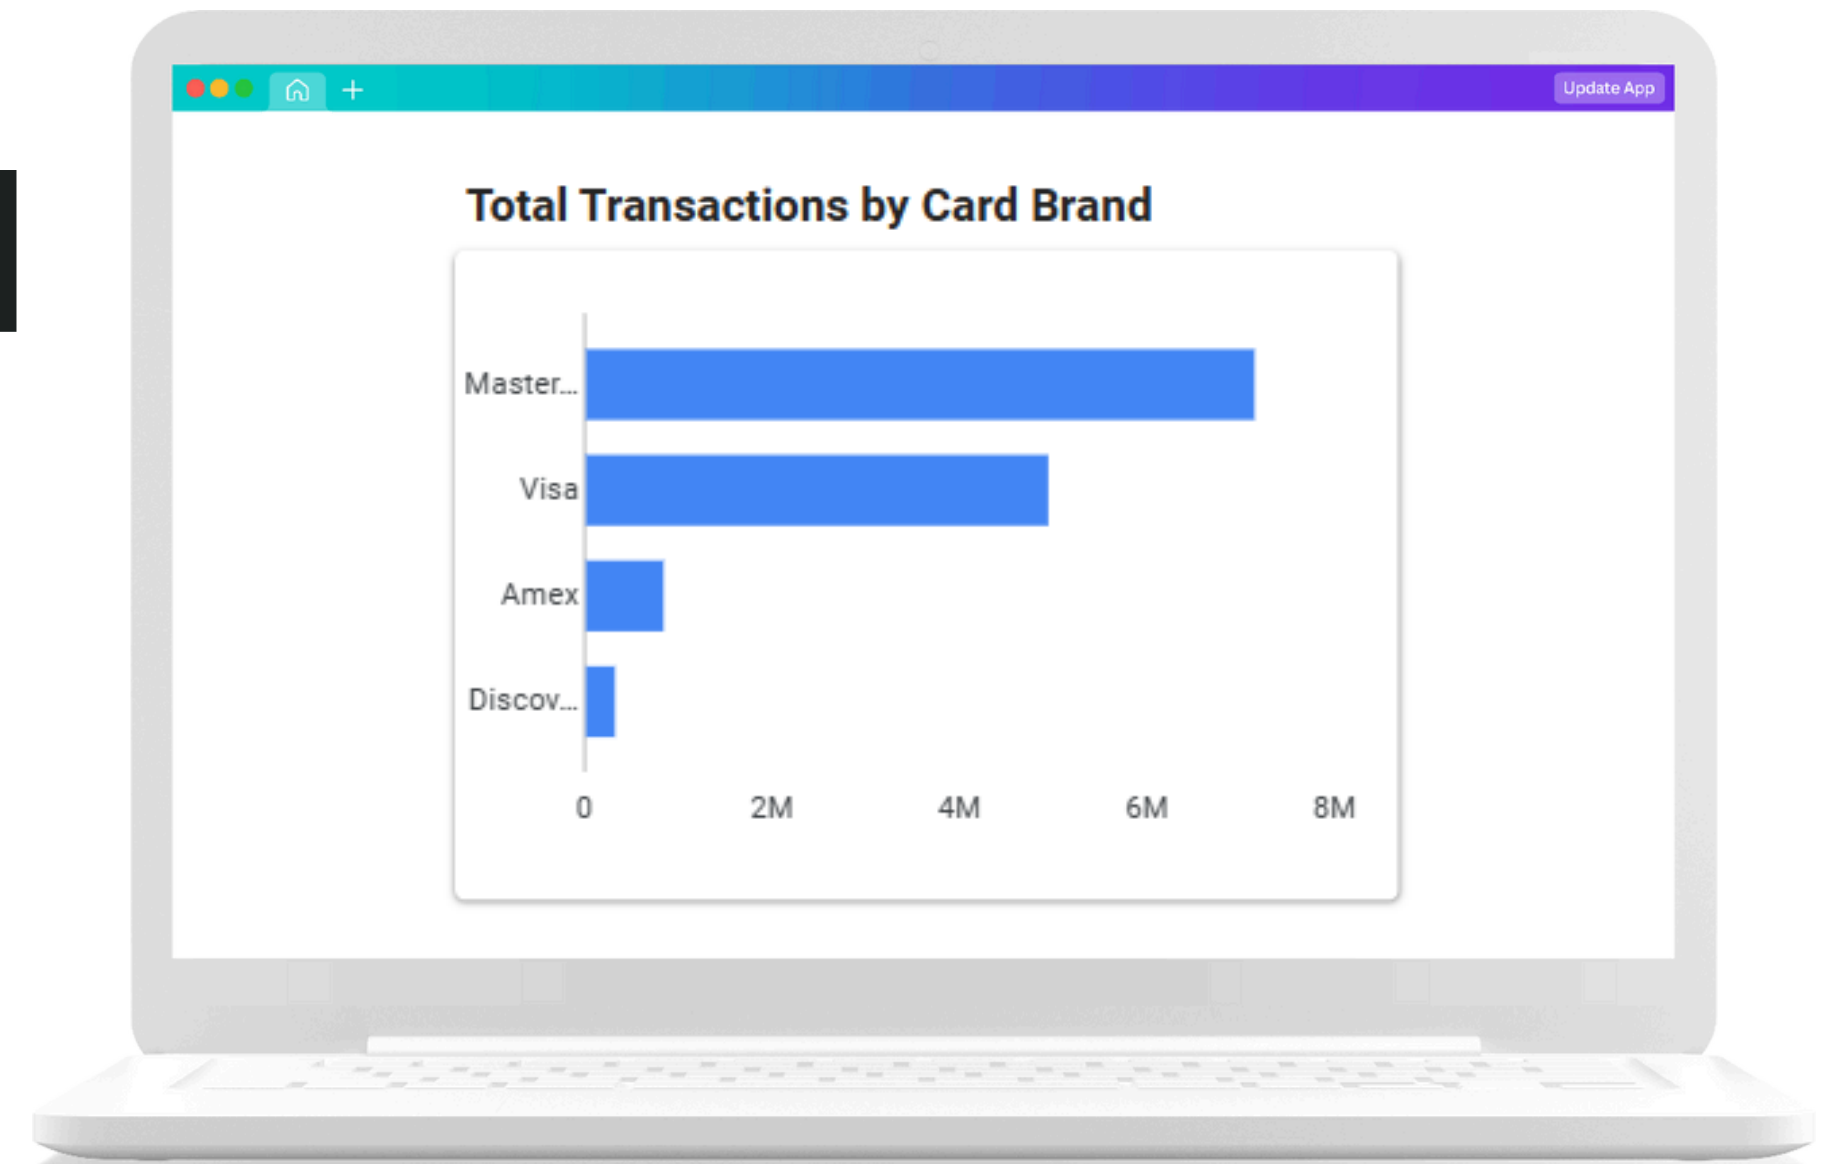 Update App
Total Transactions by Card Brand
Master...
Visa
Amex
Discov...
0 2M 4M 6M 8M